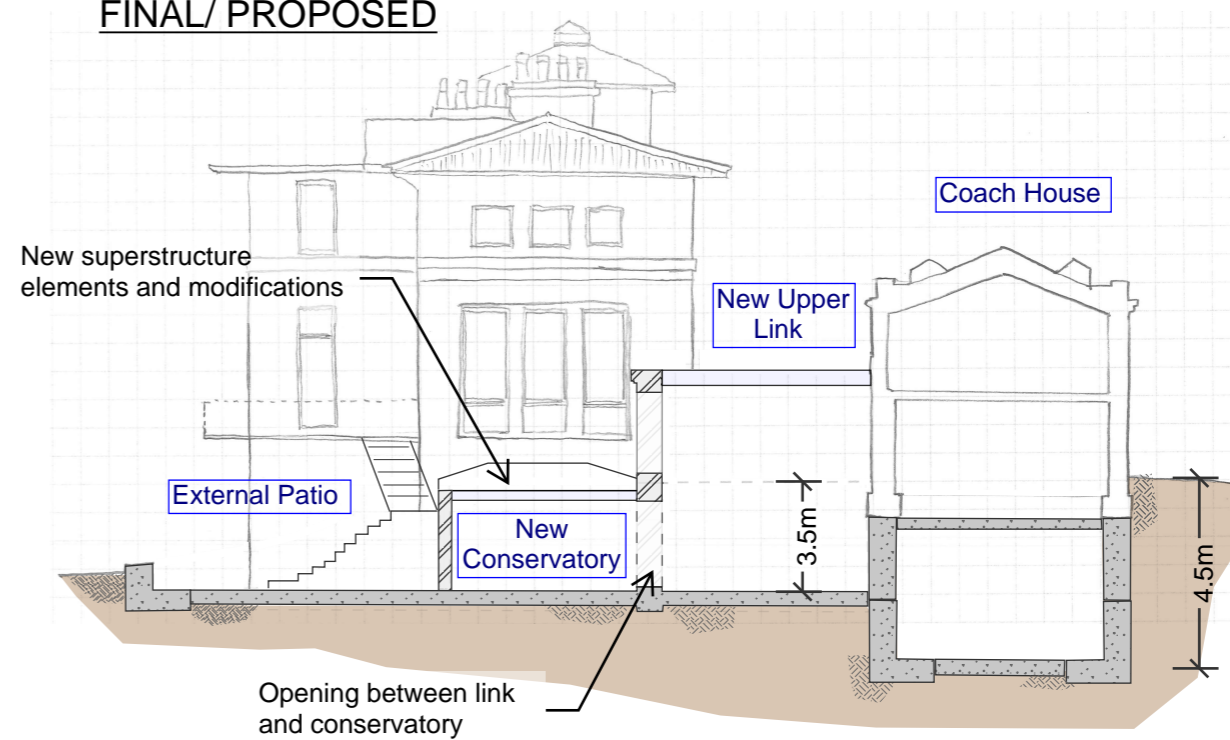 FINAL/ PROPOSED
Coach House
New superstructure
elements and modifications
New Upper
Link
External Patio
New
Conservatory
3.5m
4.5m
Opening between link
and conservatory